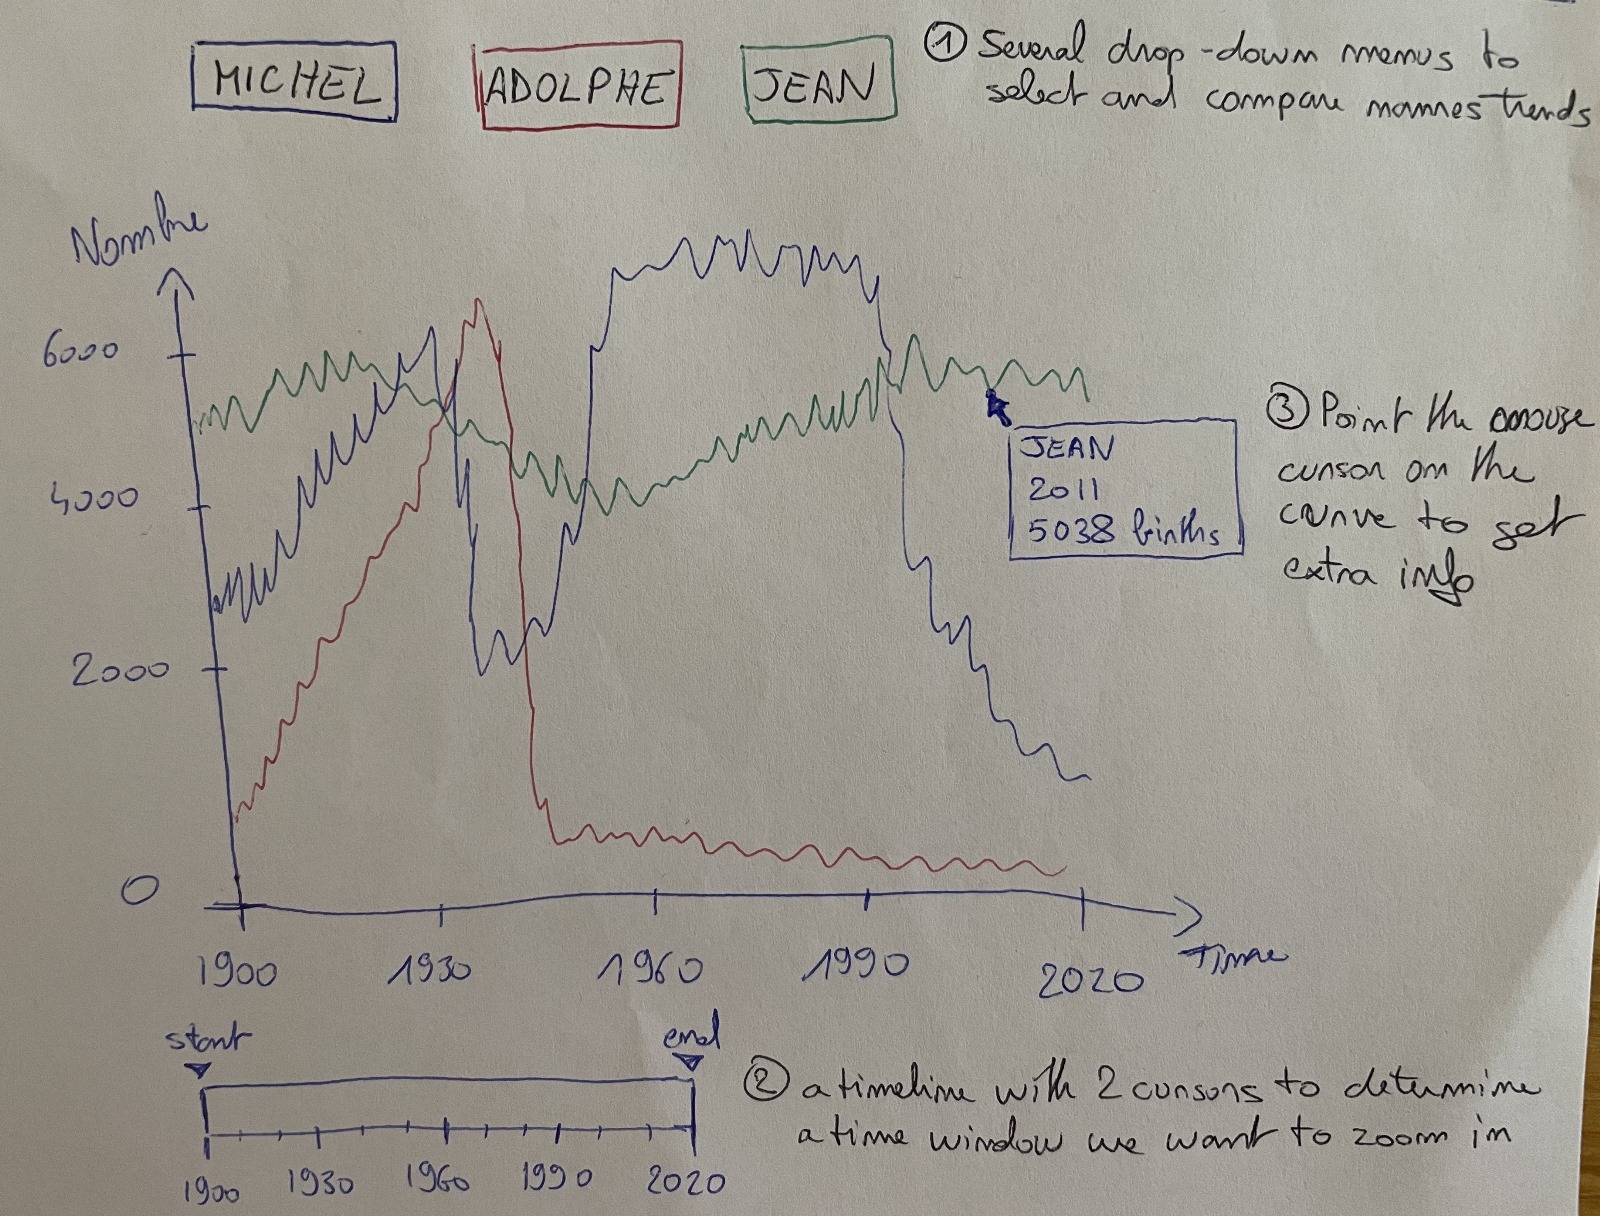 MICHEL
ADOLPHE
JEAN
① Several drop-down menus to
select and compare nammes trends
Nombre
6000
4000
2000
0
1900
1930
1960
1990
2020
Time
JEAN
2011
5038 births
③ Point the mouse
cursor on the
curve to get
extra info
start
end
1900
1930
1960
1990
2020
② a timeline with 2 cursors to determine
a time window we want to zoom in